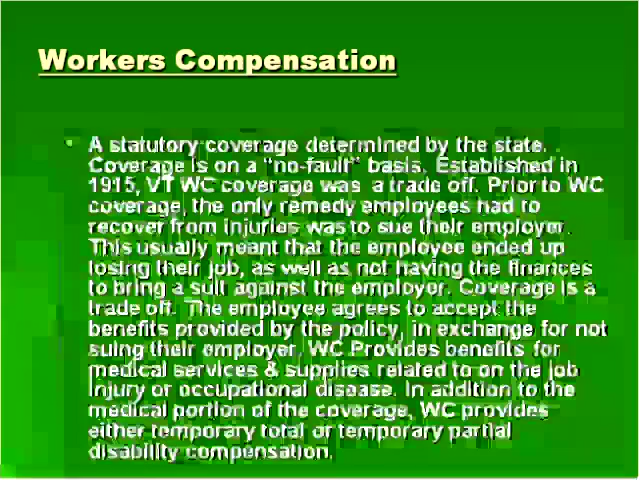 Workers Compensation
A statutory coverage determined by the state.
Coverage is on a "no-fault" basis. Established in
1915, VT WC coverage was a trade off. Prior to WC
coverage, the only remedy employees had to
recover from injuries was to sue their employer.
This usually meant that the employee ended up
losing their job, as well as not having the finances
to bring a suit against the employer. Coverage is a
trade off. The employee agrees to accept the
benefits provided by the policy, in exchange for not
suing their employer. WC Provides benefits for
medical services & supplies related to on the job
injury or occupational disease. In addition to the
medical portion of the coverage, WC provides
either temporary total or temporary partial
disability compensation.